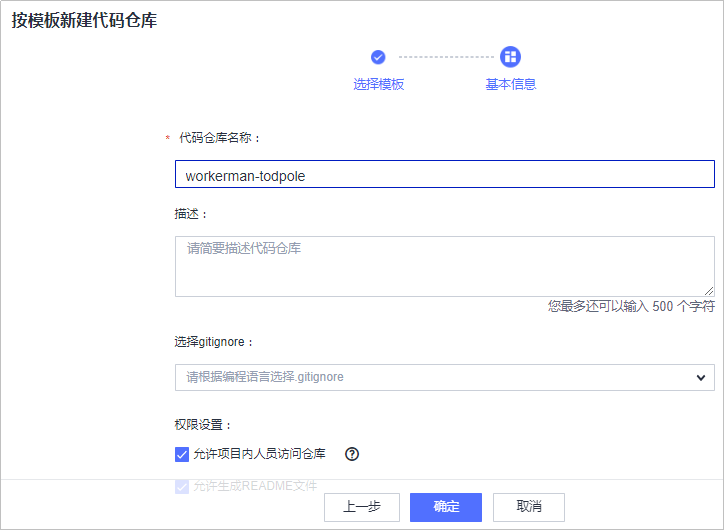 按模板新建代码仓库
选择模板
基本信息
* 代码仓库名称：
workerman-todpole
描述：
请简要描述代码仓库
您最多还可以输入 500 个字符
选择gitignore：
请根据编程语言选择.gitignore
权限设置：
允许项目内人员访问仓库 ?
允许生成README文件
上一步 确定 取消